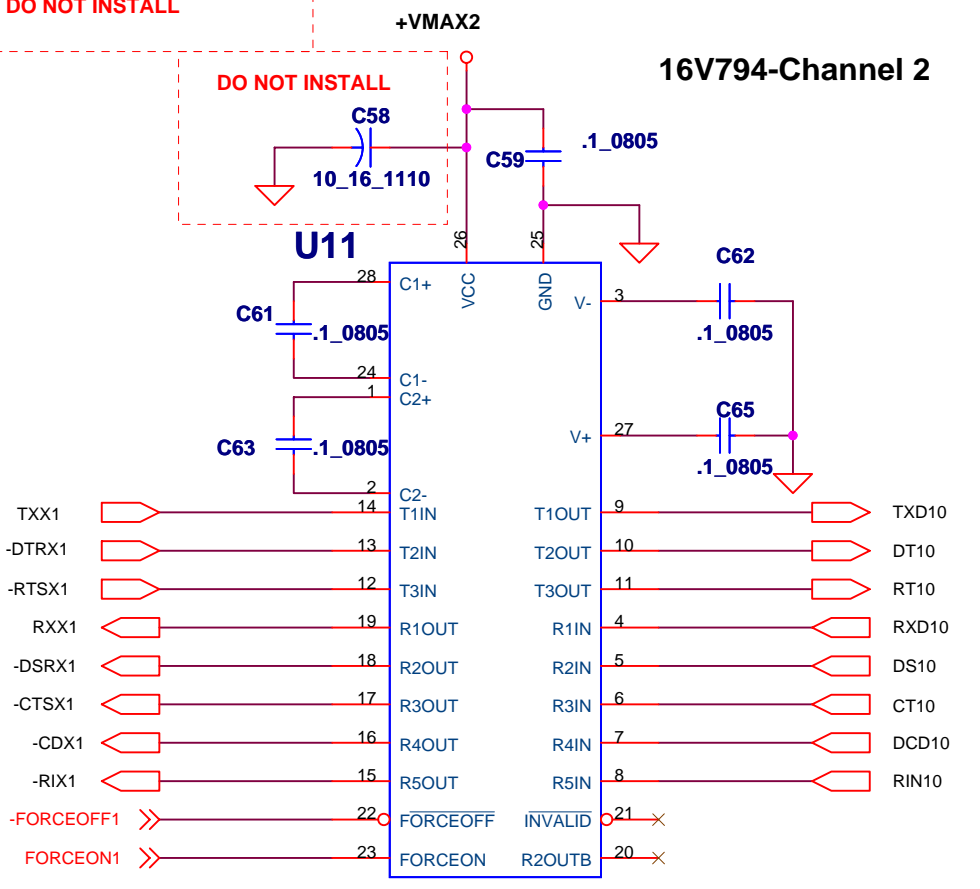 DO NOT INSTALL
+VMAX2
16V794-Channel 2
DO NOT INSTALL
C58
10_16_1110
C59
.1_0805
U11
26
25
VCC
GND
28
C1+
C61
.1_0805
24
C1-
1
C2+
C63
.1_0805
2
C2-
V-
3
C62
.1_0805
V+
27
C65
.1_0805
TXX1
14
T1IN
T1OUT
9
TXD10
-DTRX1
13
T2IN
T2OUT
10
DT10
-RTSX1
12
T3IN
T3OUT
11
RT10
RXX1
19
R1OUT
R1IN
4
RXD10
-DSRX1
18
R2OUT
R2IN
5
DS10
-CTSX1
17
R3OUT
R3IN
6
CT10
-CDX1
16
R4OUT
R4IN
7
DCD10
-RIX1
15
R5OUT
R5IN
8
RIN10
-FORCEOFF1
22
FORCEOFF
INVALID
21
FORCEON1
23
FORCEON
R2OUTB
20